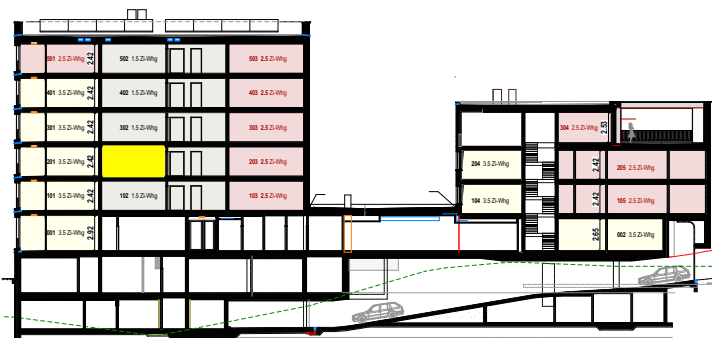 501 2.5 Zi-Whg 2.42 502 1.5 Zi-Whg 503 2.5 Zi-Whg
401 3.5 Zi-Whg 2.42 402 1.5 Zi-Whg 403 2.5 Zi-Whg
301 3.5 Zi-Whg 2.42 302 1.5 Zi-Whg 303 2.5 Zi-Whg
304 2.5 Zi-Whg 2.53
201 3.5 Zi-Whg 2.42 203 2.5 Zi-Whg
204 3.5 Zi-Whg 2.42 205 2.5 Zi-Whg
101 3.5 Zi-Whg 2.42 102 1.5 Zi-Whg 103 2.5 Zi-Whg
104 3.5 Zi-Whg 2.42 105 2.5 Zi-Whg
001 3.5 Zi-Whg 2.92
2.65 002 3.5 Zi-Whg